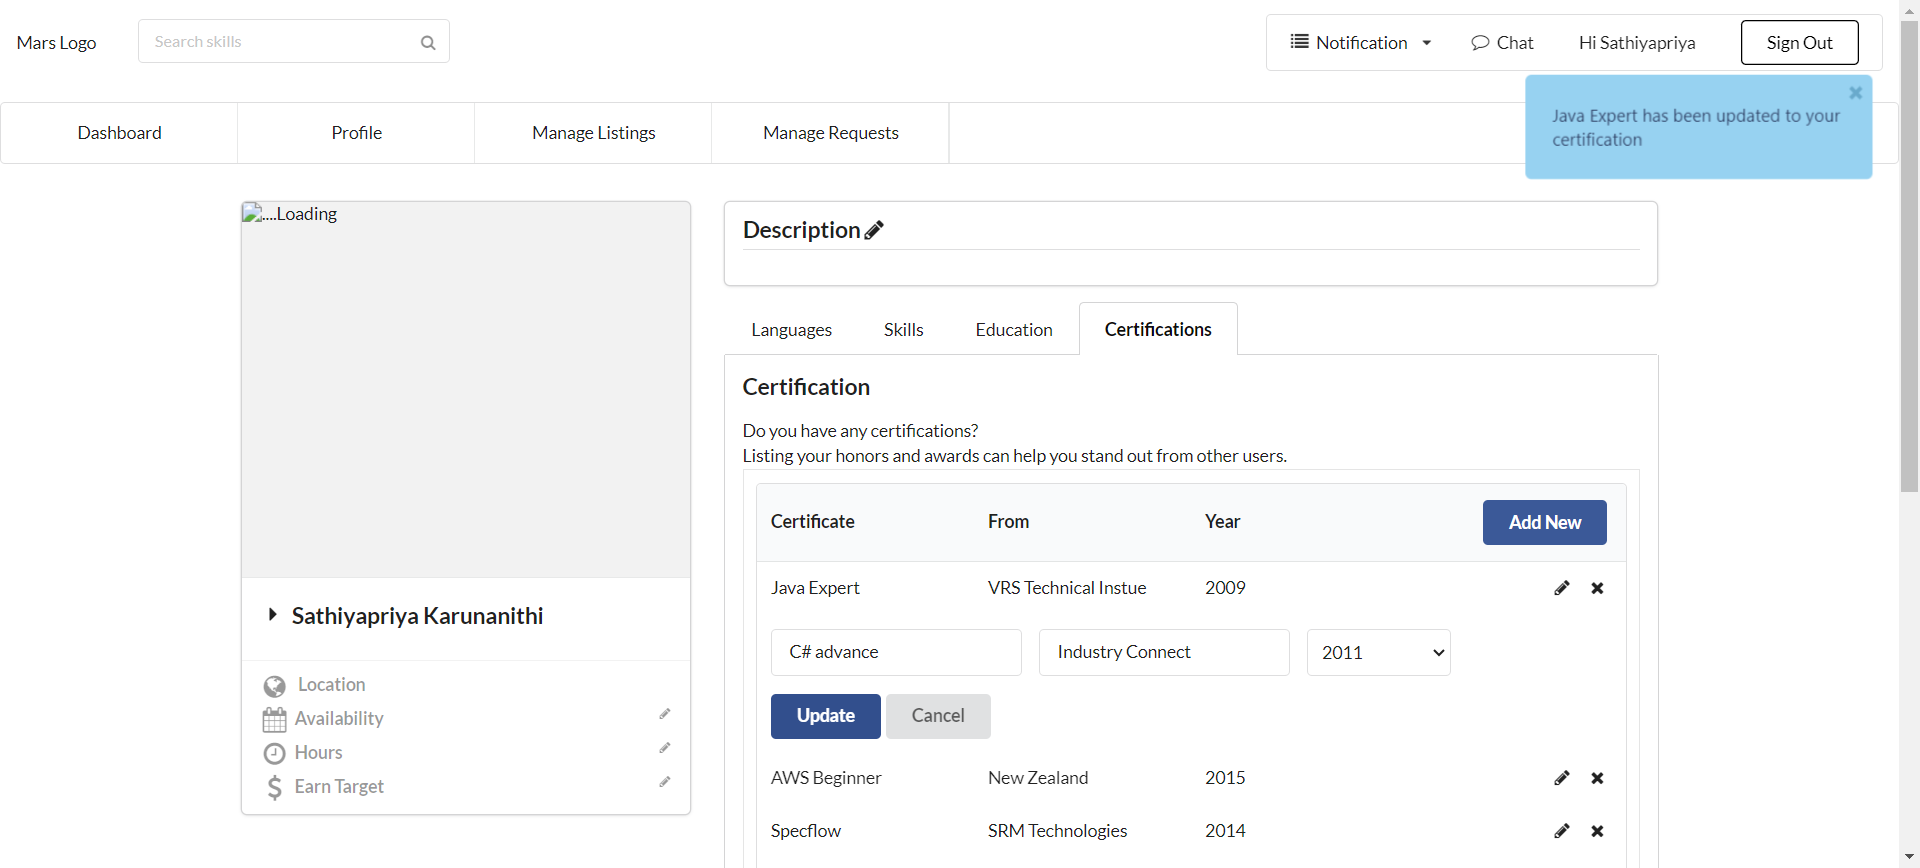 Mars Logo
Search skills
Notification
Chat
Hi Sathiyapriya
Sign Out
Java Expert has been updated to your
certification
Dashboard
Profile
Manage Listings
Manage Requests
....Loading
Sathiyapriya Karunanithi
Location
Availability
Hours
Earn Target
Description
Languages
Skills
Education
Certifications
Certification
Do you have any certifications?
Listing your honors and awards can help you stand out from other users.
Certificate From Year Add New
Java Expert VRS Technical Instue 2009
C# advance Industry Connect 2011
Update Cancel
AWS Beginner New Zealand 2015
Specflow SRM Technologies 2014